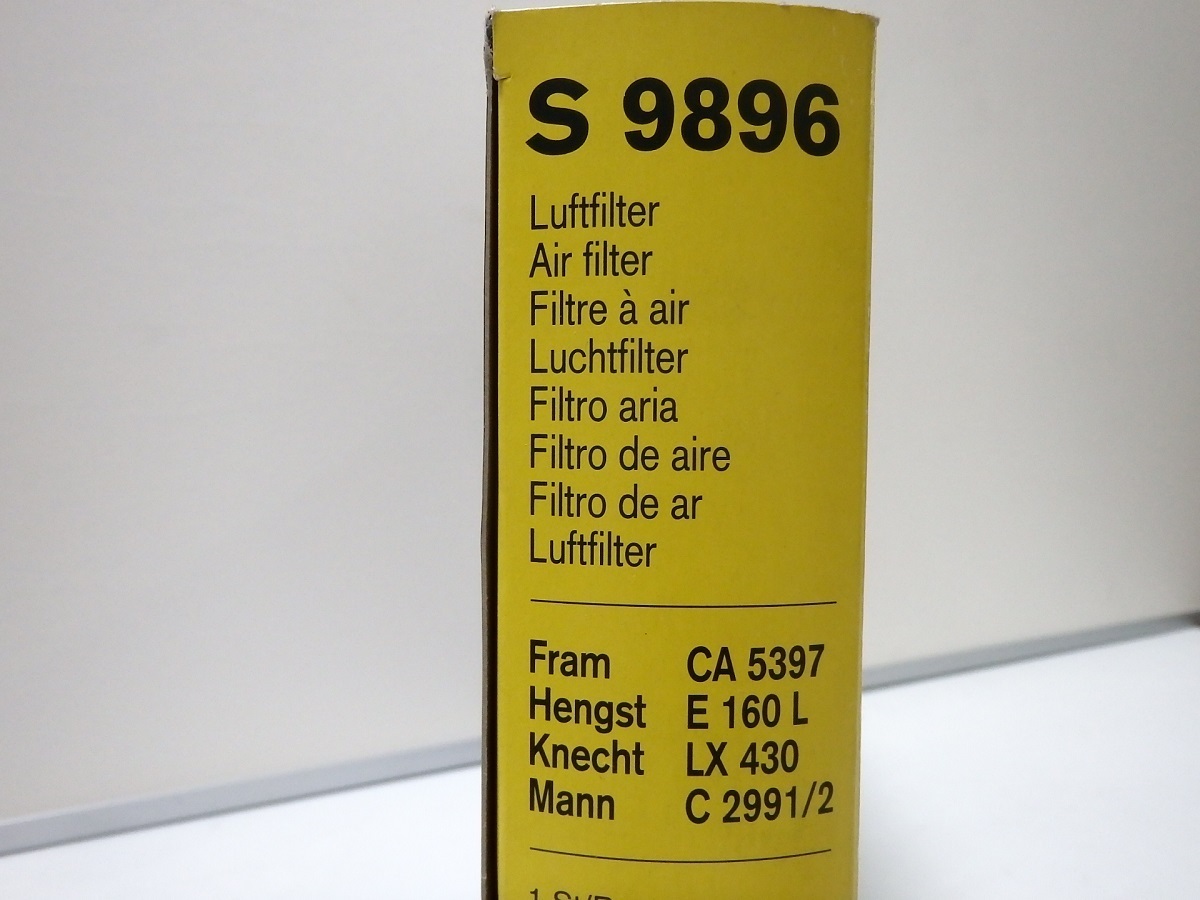 S 9896
Luftfilter
Air filter
Filtre à air
Luchtfilter
Filtro aria
Filtro de aire
Filtro de ar
Luftfilter
Fram CA 5397
Hengst E 160 L
Knecht LX 430
Mann C 2991/2